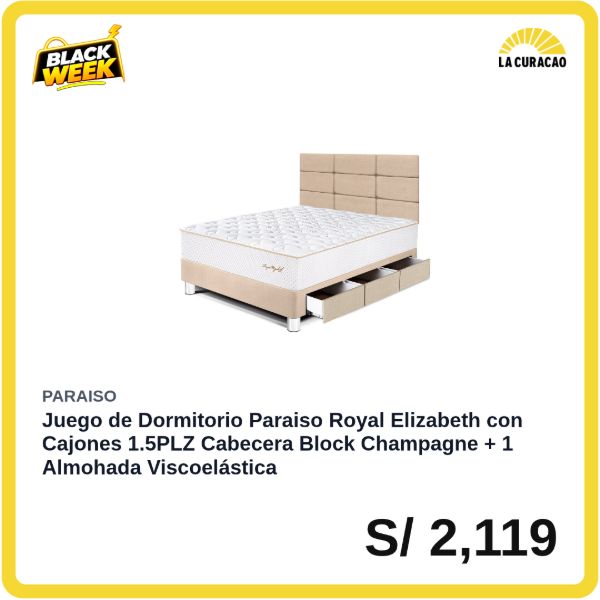 BLACK
WEEK
LA CURACAO
PARAISO
Juego de Dormitorio Paraiso Royal Elizabeth con
Cajones 1.5PLZ Cabecera Block Champagne + 1
Almohada Viscoelástica
S/ 2,119